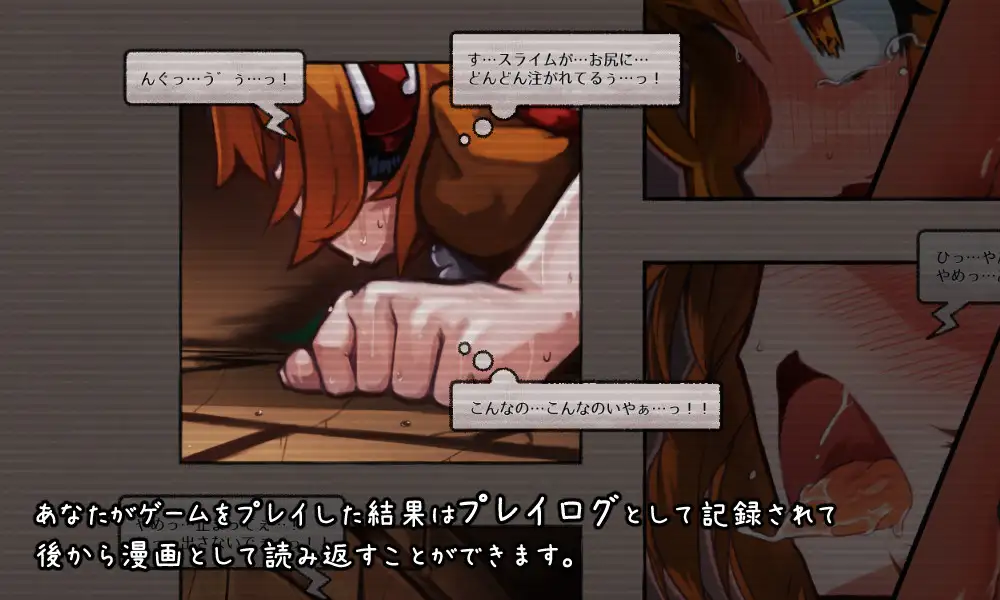 んぐっ…う゛ぅ…っ！
す…スライムが…お尻に…
どんどん注がれてるぅ…っ！
ひっ…や
やめっ…
こんなの…こんなのいやぁ…っ！！
あなたがゲームをプレイした結果はプレイログとして記録されて
後から漫画として読み返すことができます。